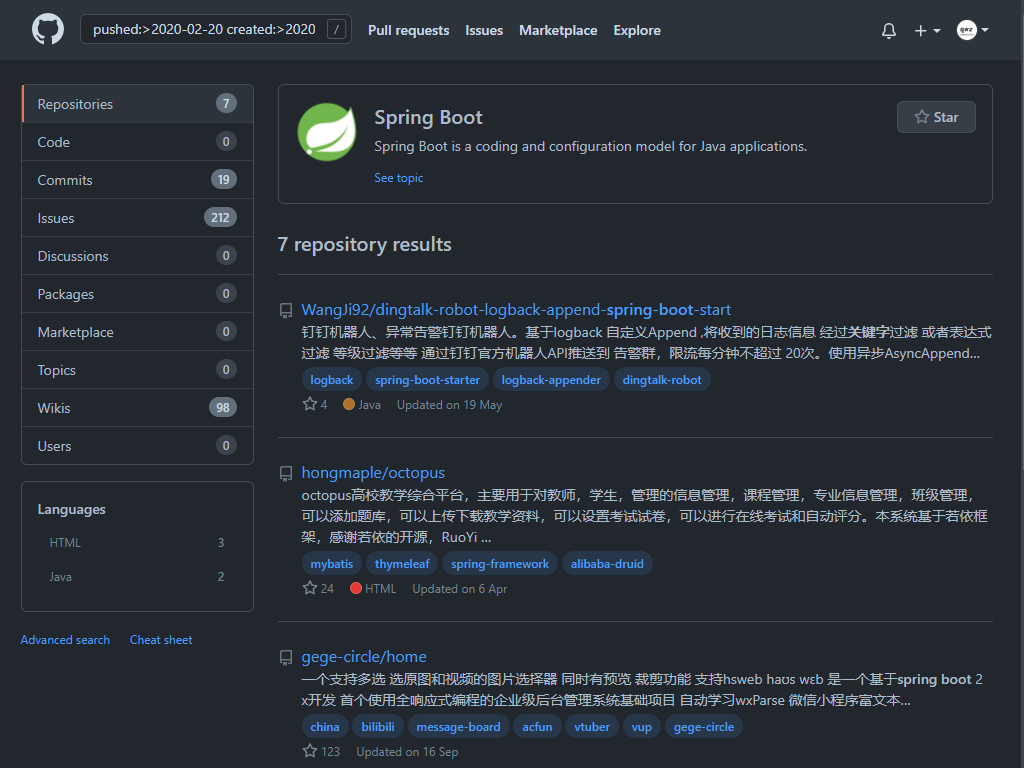 pushed:>2020-02-20 created:>2020 /
Pull requests Issues Marketplace Explore
Repositories 7
Code 0
Commits 19
Issues 212
Discussions 0
Packages 0
Marketplace 0
Topics 0
Wikis 98
Users 0
Languages
HTML 3
Java 2
Advanced search Cheat sheet
Spring Boot
Star
Spring Boot is a coding and configuration model for Java applications.
See topic
7 repository results
WangJi92/dingtalk-robot-logback-append-spring-boot-start
钉钉机器人、异常告警钉钉机器人。基于logback 自定义Append ,将收到的日志信息 经过关键字过滤 或者表达式
过滤 等级过滤等等 通过钉钉官方机器人API推送到 告警群，限流每分钟不超过 20次。使用异步AsyncAppend...
logback spring-boot-starter logback-appender dingtalk-robot
4 Java Updated on 19 May
hongmaple/octopus
octopus高校教学综合平台，主要用于对教师，学生，管理的信息管理，课程管理，专业信息管理，班级管理，
可以添加题库，可以上传下载教学资料，可以设置考试试卷，可以进行在线考试和自动评分。本系统基于若依框
架，感谢若依的开源，RuoYi ...
mybatis thymeleaf spring-framework alibaba-druid
24 HTML Updated on 6 Apr
gege-circle/home
一个支持多选 选原图和视频的图片选择器 同时有预览 裁剪功能 支持hsweb haʊs wɛb 是一个基于spring boot 2
x开发 首个使用全响应式编程的企业级后台管理系统基础项目 自动学习wxParse 微信小程序富文本...
china bilibili message-board acfun vtuber vup gege-circle
123 Updated on 16 Sep